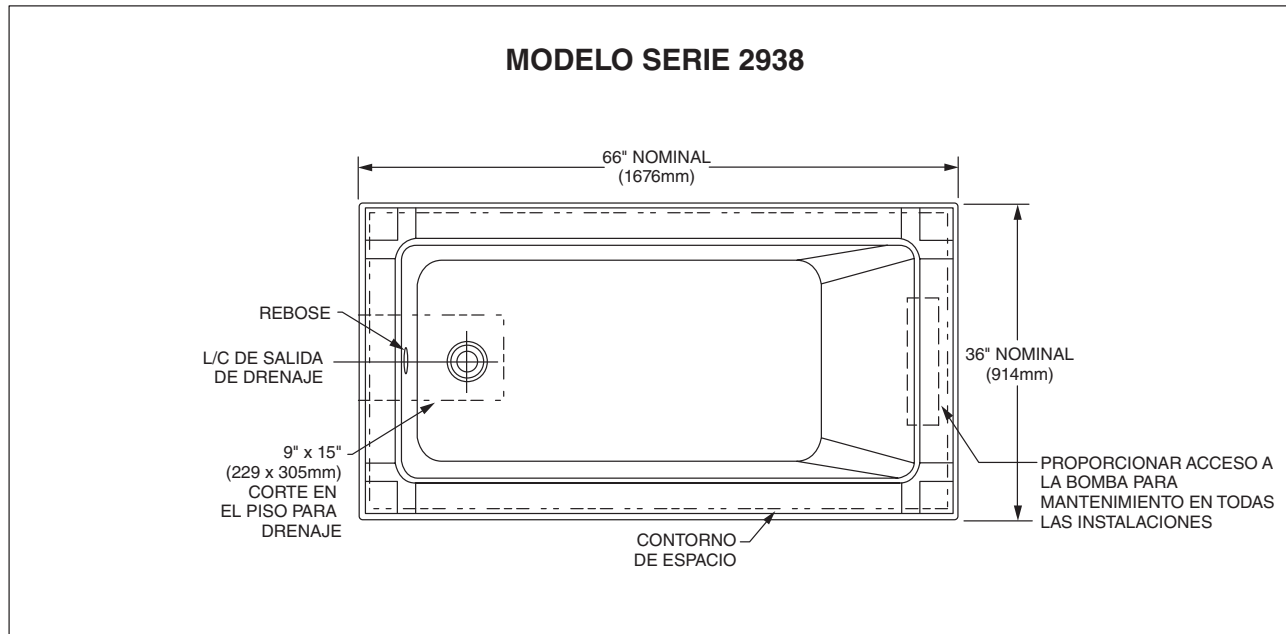 MODELO SERIE 2938
66" NOMINAL
(1676mm)
REBOSE
L/C DE SALIDA
DE DRENAJE
36" NOMINAL
(914mm)
9" x 15"
(229 x 305mm)
CORTE EN
EL PISO PARA
DRENAJE
PROPORCIONAR ACCESO A
LA BOMBA PARA
MANTENIMIENTO EN TODAS
LAS INSTALACIONES
CONTORNO
DE ESPACIO